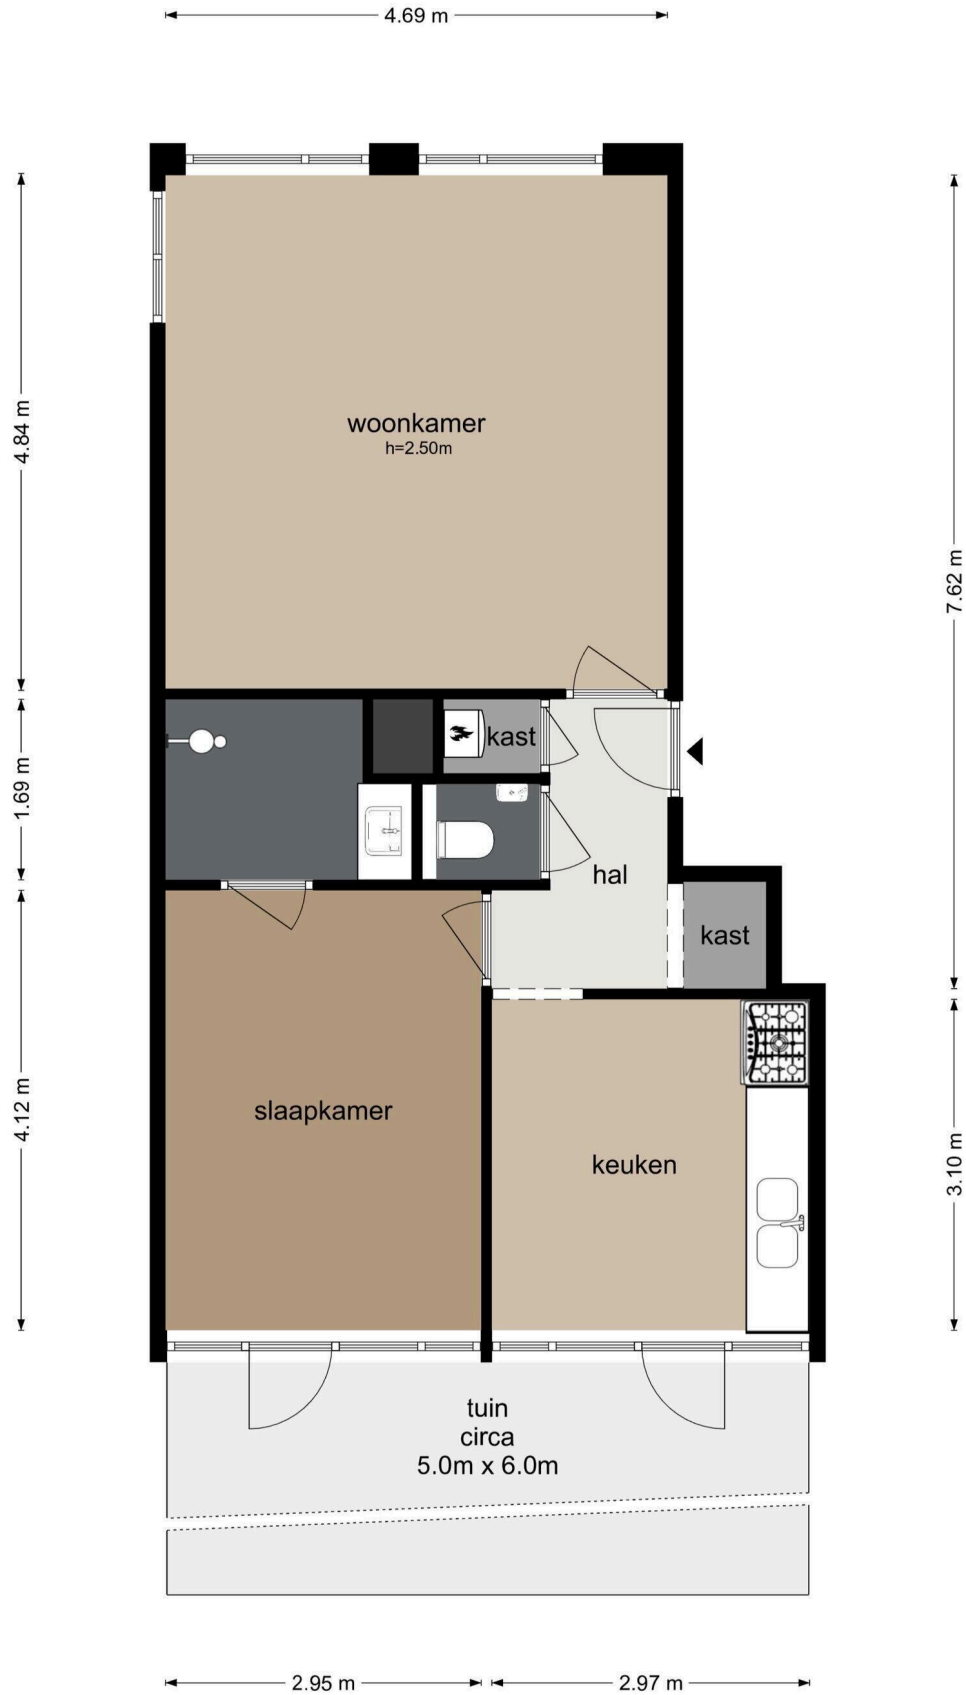 4.69 m
4.84 m
woonkamer
h=2.50m
7.62 m
1.69 m
kast
hal
kast
4.12 m
slaapkamer
keuken
3.10 m
tuin
circa
5.0m x 6.0m
2.95 m
2.97 m